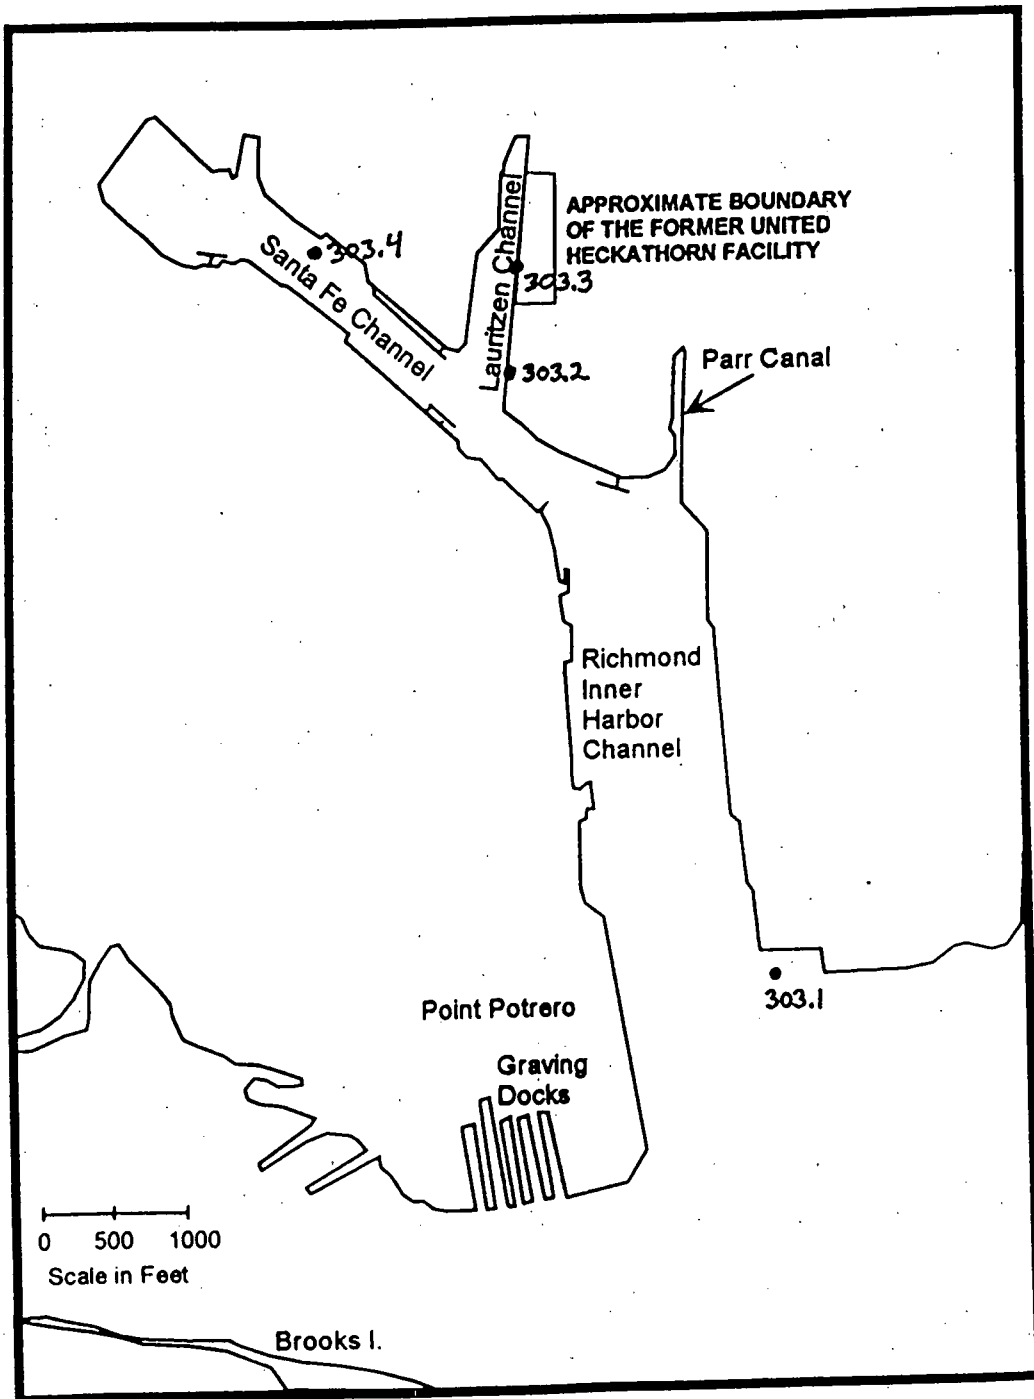 APPROXIMATE BOUNDARY
OF THE FORMER UNITED
HECKATHORN FACILITY
303.4
Santa Fe Channel
Lauritzen Channel
303.3
303.2
Parr Canal
Richmond
Inner
Harbor
Channel
303.1
Point Potrero
Graving
Docks
0 500 1000
Scale in Feet
Brooks I.